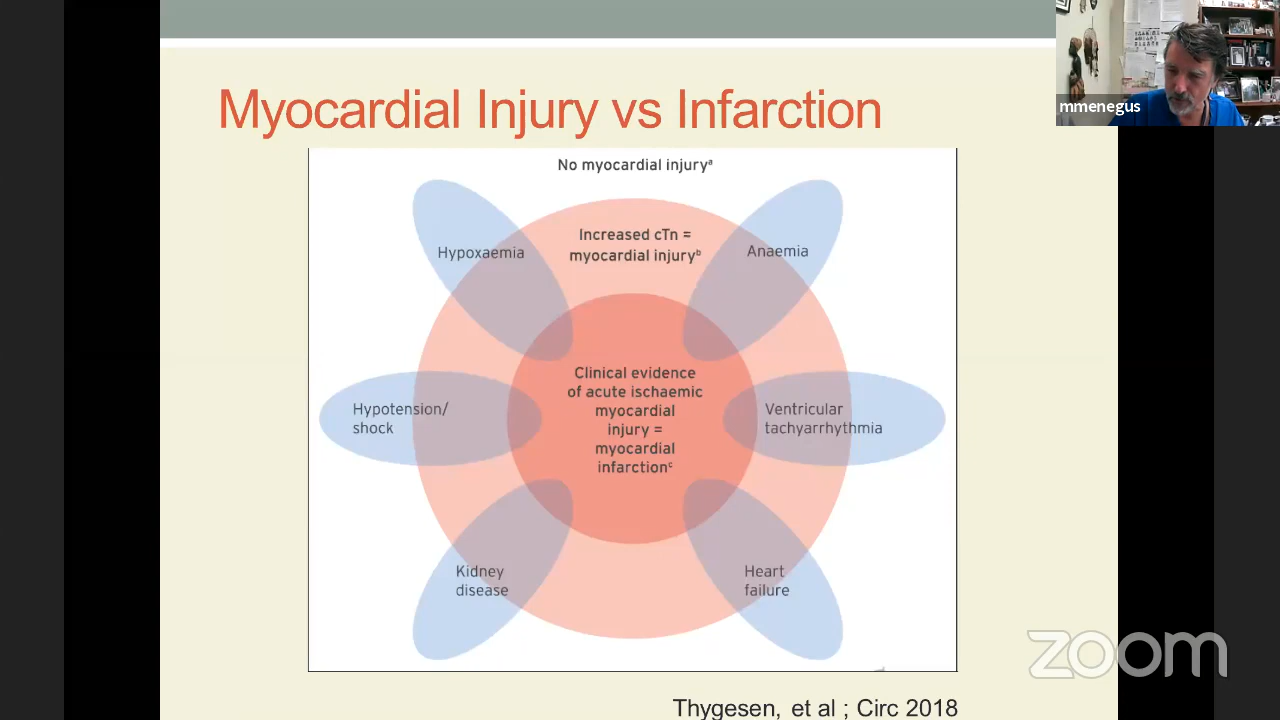 mmenegus
Myocardial Injury vs Infarction
No myocardial injuryᵃ
Increased cTn =
myocardial injuryᵇ
Hypoxaemia
Anaemia
Clinical evidence
of acute ischaemic
myocardial
injury =
myocardial
infarctionᶜ
Hypotension/
shock
Ventricular
tachyarrhythmia
Kidney
disease
Heart
failure
zoom
Thygesen, et al ; Circ 2018